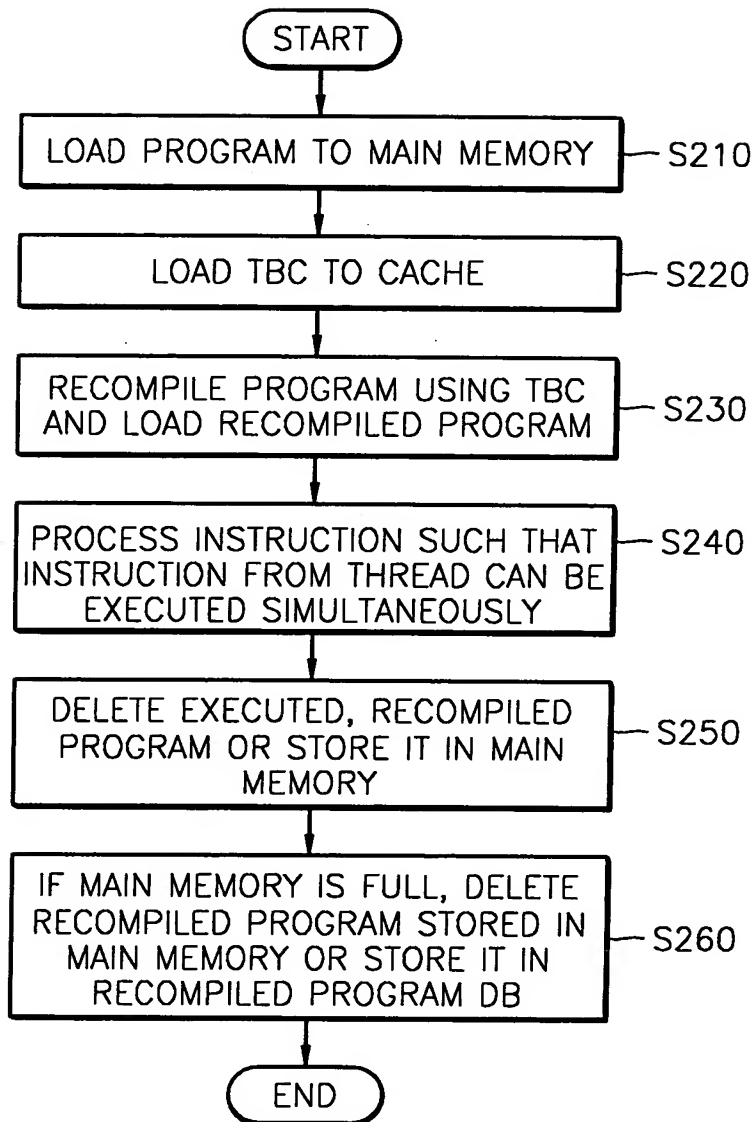 START
LOAD PROGRAM TO MAIN MEMORY
S210
LOAD TBC TO CACHE
S220
RECOMPILE PROGRAM USING TBC
AND LOAD RECOMPILED PROGRAM
S230
PROCESS INSTRUCTION SUCH THAT
INSTRUCTION FROM THREAD CAN BE
EXECUTED SIMULTANEOUSLY
S240
DELETE EXECUTED, RECOMPILED
PROGRAM OR STORE IT IN MAIN
MEMORY
S250
IF MAIN MEMORY IS FULL, DELETE
RECOMPILED PROGRAM STORED IN
MAIN MEMORY OR STORE IT IN
RECOMPILED PROGRAM DB
S260
END